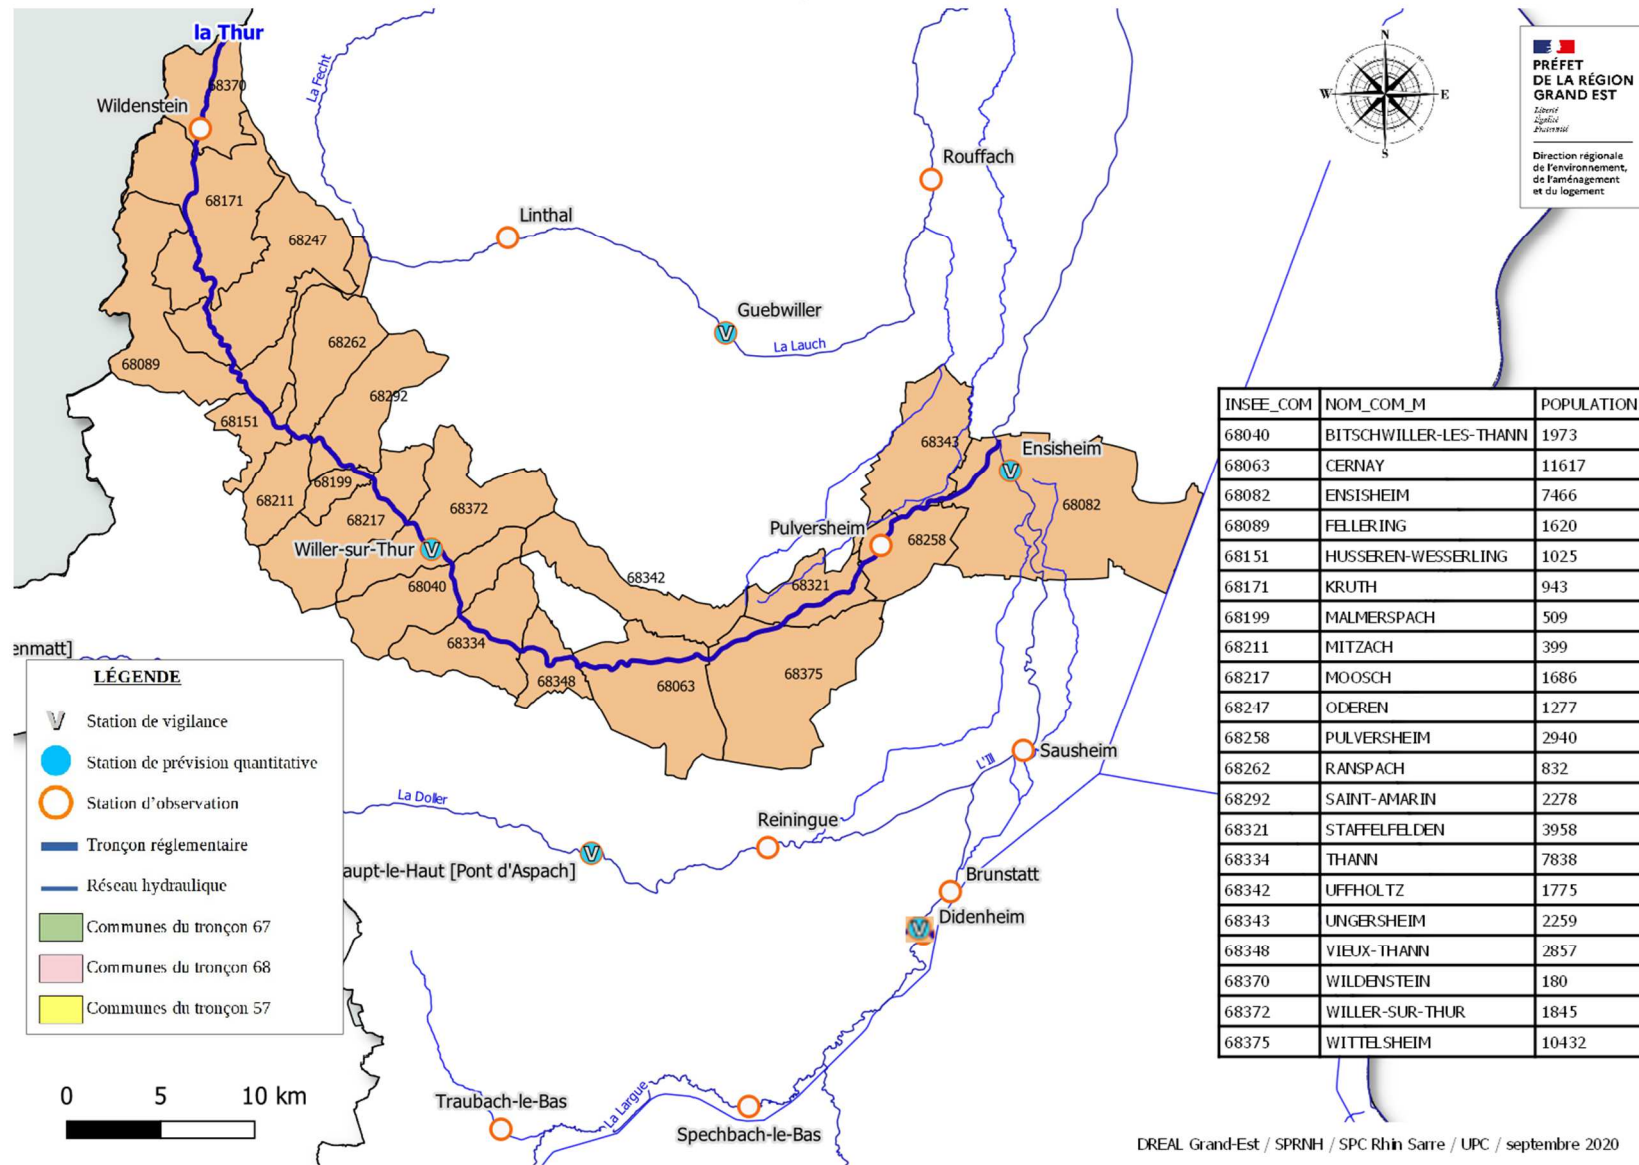 la Thur
68370
Wildenstein
La Fecht
N
W
E
S
PRÉFET
DE LA RÉGION
GRAND EST
Liberté
Égalité
Fraternité
Direction régionale
de l'environnement,
de l'aménagement
et du logement
Rouffach
68171
Linthal
68247
Guebwiller
V
La Lauch
68262
68089
68292
68151
68343
Ensisheim
V
68199
68211
68217
68372
68082
Pulversheim
68258
Willer-sur-Thur
V
68040
68342
68321
68334
68348
68063
68375
enmatt]
LÉGENDE
V Station de vigilance
Station de prévision quantitative
Station d'observation
Tronçon réglementaire
Réseau hydraulique
Communes du tronçon 67
Communes du tronçon 68
Communes du tronçon 57
L'Ill
Sausheim
La Doller
Reiningue
V
aupt-le-Haut [Pont d'Aspach]
Brunstatt
V
Didenheim
Traubach-le-Bas
La Largue
Spechbach-le-Bas
0 5 10 km
INSEE_COM NOM_COM_M POPULATION
68040 BITSCHWILLER-LES-THANN 1973
68063 CERNAY 11617
68082 ENSISHEIM 7466
68089 FELLERING 1620
68151 HUSSEREN-WESSERLING 1025
68171 KRUTH 943
68199 MALMERSPACH 509
68211 MITZACH 399
68217 MOOSCH 1686
68247 ODEREN 1277
68258 PULVERSHEIM 2940
68262 RANSPACH 832
68292 SAINT-AMARIN 2278
68321 STAFFELFELDEN 3958
68334 THANN 7838
68342 UFFHOLTZ 1775
68343 UNGERSHEIM 2259
68348 VIEUX-THANN 2857
68370 WILDENSTEIN 180
68372 WILLER-SUR-THUR 1845
68375 WITTELSHEIM 10432
DREAL Grand-Est / SPRNH / SPC Rhin Sarre / UPC / septembre 2020